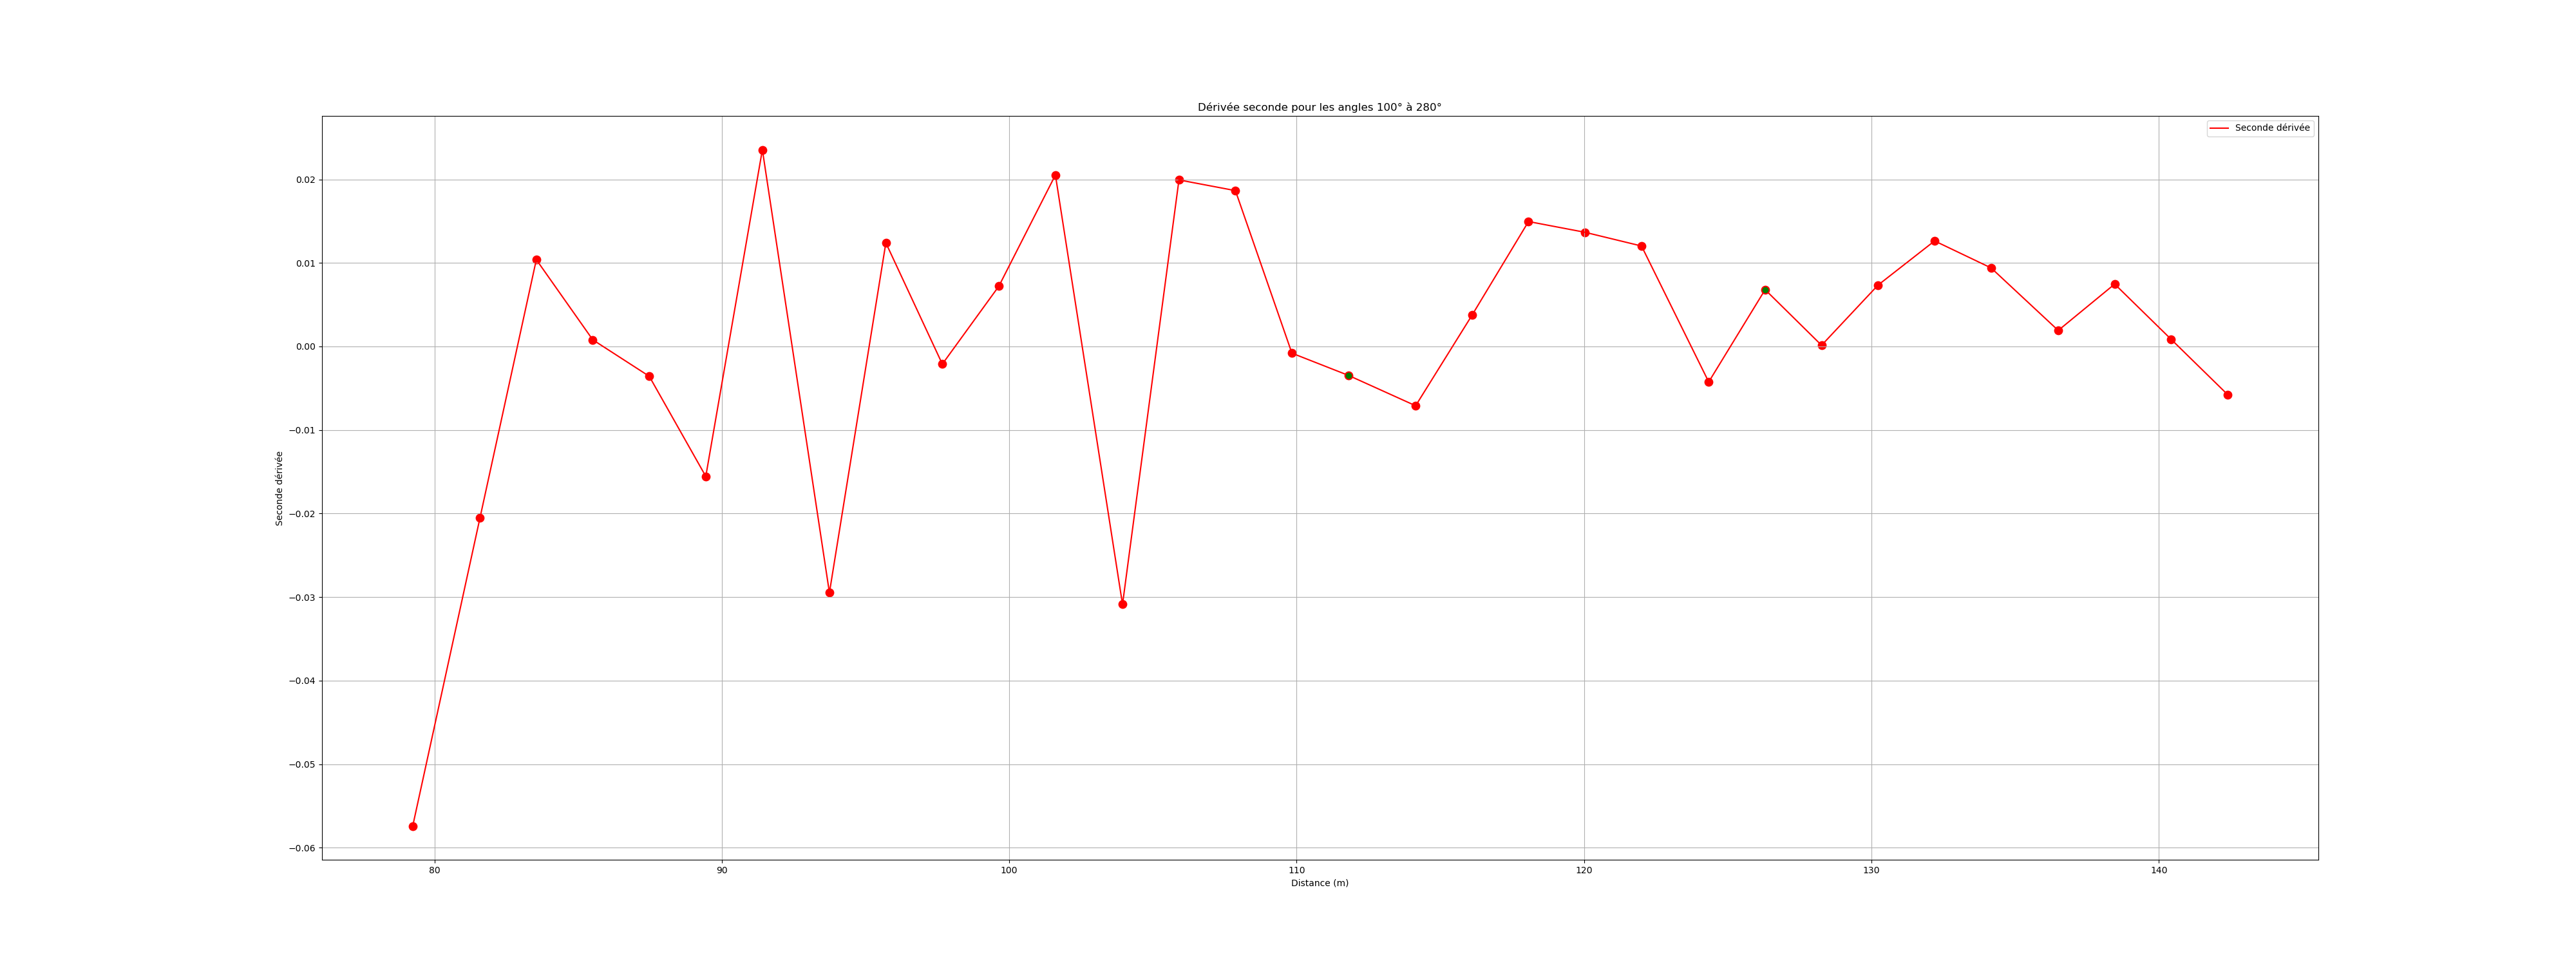 Dérivée seconde pour les angles 100° à 280°
Seconde dérivée
0.02
0.01
0.00
−0.01
−0.02
−0.03
−0.04
−0.05
−0.06
Seconde dérivée
80 90 100 110 120 130 140
Distance (m)